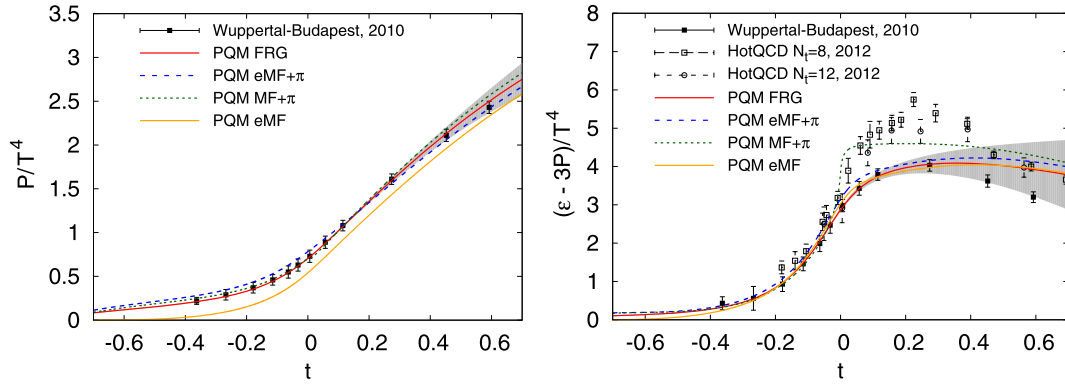 3.5
3
2.5
2
1.5
1
0.5
0
P/T⁴
Wuppertal-Budapest, 2010
PQM FRG
PQM eMF+π
PQM MF+π
PQM eMF
-0.6 -0.4 -0.2 0 0.2 0.4 0.6
t
8
7
6
5
4
3
2
1
0
(ε - 3P)/T⁴
Wuppertal-Budapest, 2010
HotQCD Nₜ=8, 2012
HotQCD Nₜ=12, 2012
PQM FRG
PQM eMF+π
PQM MF+π
PQM eMF
-0.6 -0.4 -0.2 0 0.2 0.4 0.6
t